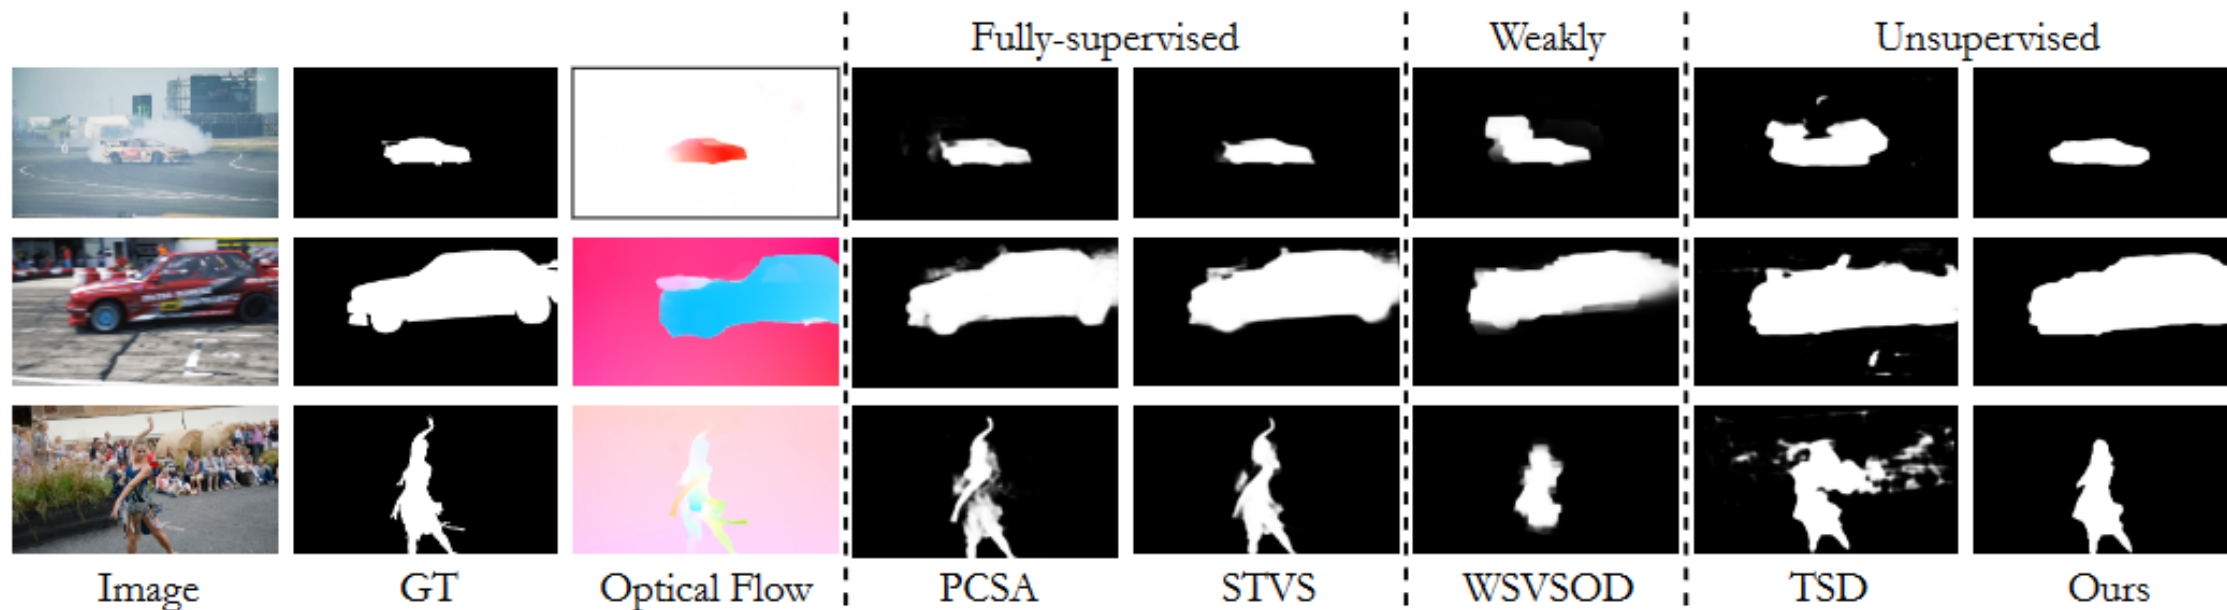 Fully-supervised Weakly Unsupervised
Image GT Optical Flow PCSA STVS WSVSOD TSD Ours